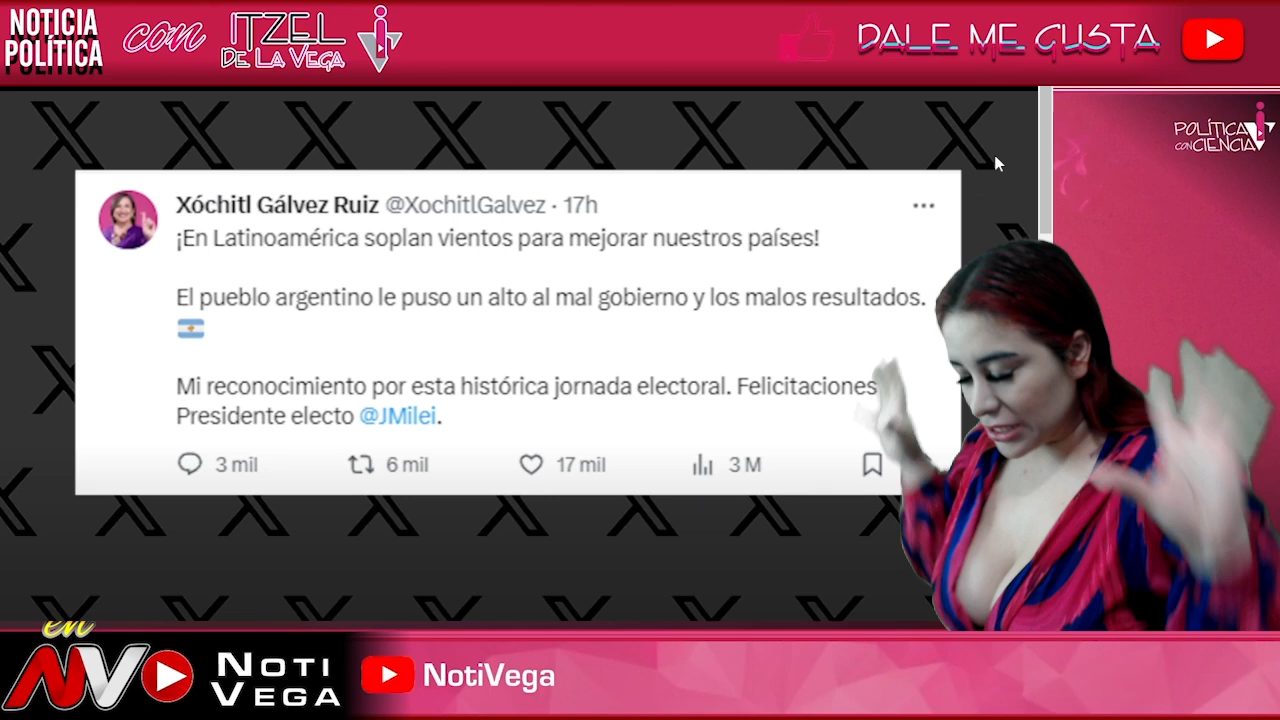 NOTICIA
POLÍTICA
con
ITZEL
DE LA VEGA
DALE ME GUSTA
POLÍTICA
CON CIENCIA
Xóchitl Gálvez Ruiz @XochitlGalvez · 17h
¡En Latinoamérica soplan vientos para mejorar nuestros países!
El pueblo argentino le puso un alto al mal gobierno y los malos resultados.
Mi reconocimiento por esta histórica jornada electoral. Felicitaciones
Presidente electo @JMilei.
3 mil 6 mil 17 mil 3 M
en
NV
NOTI
VEGA
NotiVega